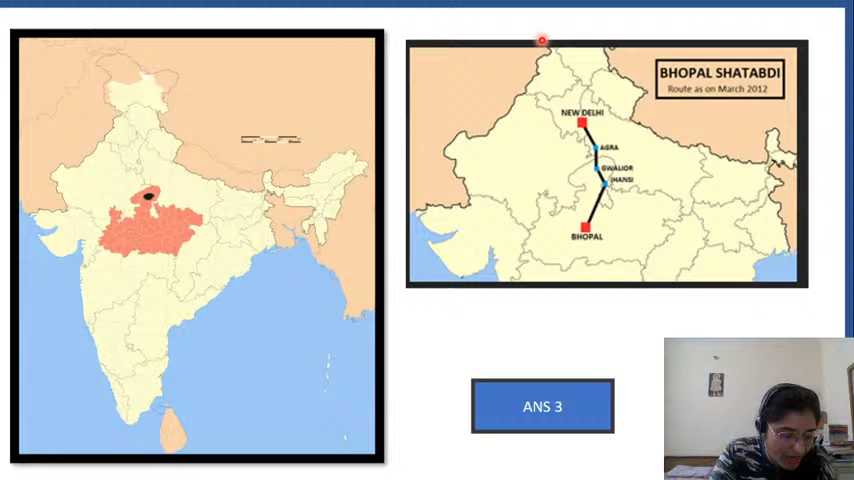 BHOPAL SHATABDI
Route as on March 2012
NEW DELHI
AGRA
GWALIOR
JHANSI
BHOPAL
ANS 3